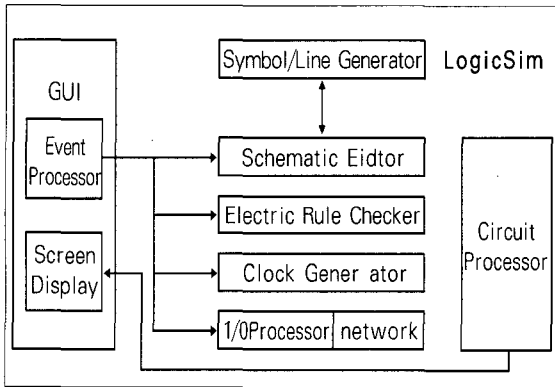 Symbol/Line Generator
LogicSim
GUI
Event
Processor
Schematic Eidtor
Electric Rule Checker
Circuit
Processor
Screen
Display
Clock Gener ator
1/0Processor
network